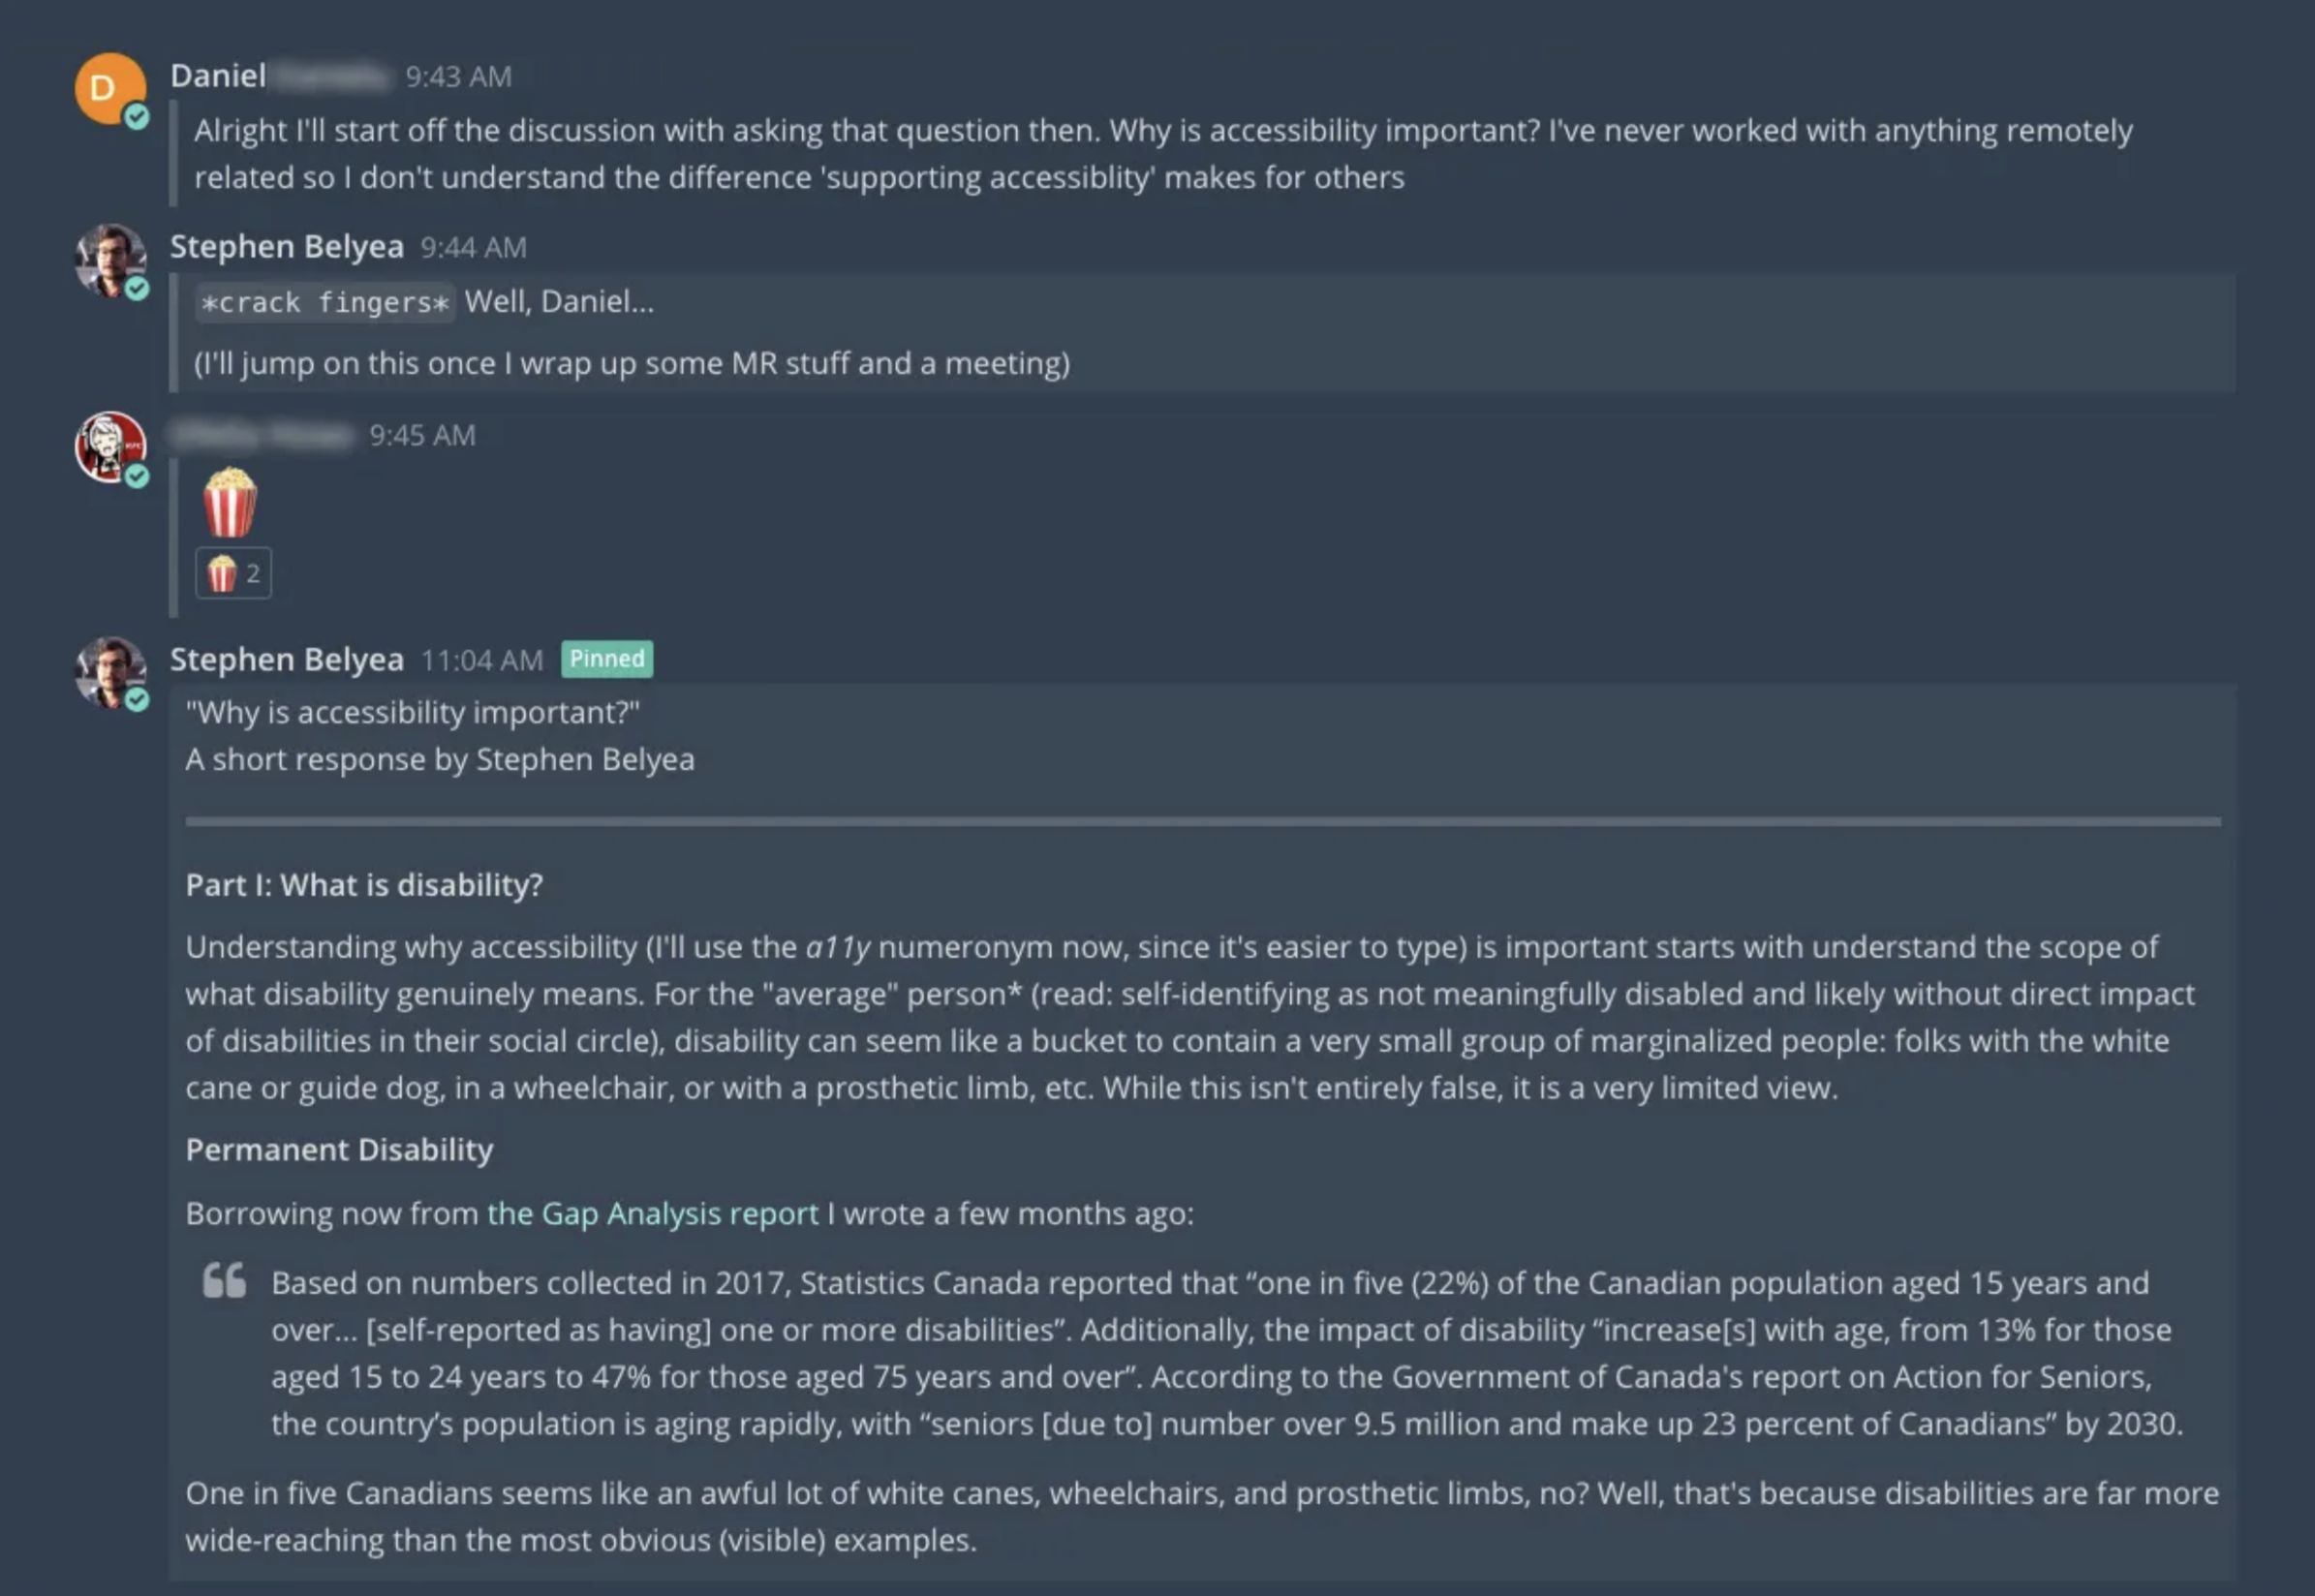 D
Daniel 9:43 AM
Alright I'll start off the discussion with asking that question then. Why is accessibility important? I've never worked with anything remotely
related so I don't understand the difference 'supporting accessiblity' makes for others
Stephen Belyea 9:44 AM
*crack fingers* Well, Daniel...
(I'll jump on this once I wrap up some MR stuff and a meeting)
9:45 AM
2
Stephen Belyea 11:04 AM Pinned
"Why is accessibility important?"
A short response by Stephen Belyea
Part I: What is disability?
Understanding why accessibility (I'll use the a11y numeronym now, since it's easier to type) is important starts with understand the scope of
what disability genuinely means. For the "average" person* (read: self-identifying as not meaningfully disabled and likely without direct impact
of disabilities in their social circle), disability can seem like a bucket to contain a very small group of marginalized people: folks with the white
cane or guide dog, in a wheelchair, or with a prosthetic limb, etc. While this isn't entirely false, it is a very limited view.
Permanent Disability
Borrowing now from the Gap Analysis report I wrote a few months ago:
Based on numbers collected in 2017, Statistics Canada reported that “one in five (22%) of the Canadian population aged 15 years and
over... [self-reported as having] one or more disabilities”. Additionally, the impact of disability “increase[s] with age, from 13% for those
aged 15 to 24 years to 47% for those aged 75 years and over”. According to the Government of Canada's report on Action for Seniors,
the country’s population is aging rapidly, with “seniors [due to] number over 9.5 million and make up 23 percent of Canadians” by 2030.
One in five Canadians seems like an awful lot of white canes, wheelchairs, and prosthetic limbs, no? Well, that's because disabilities are far more
wide-reaching than the most obvious (visible) examples.